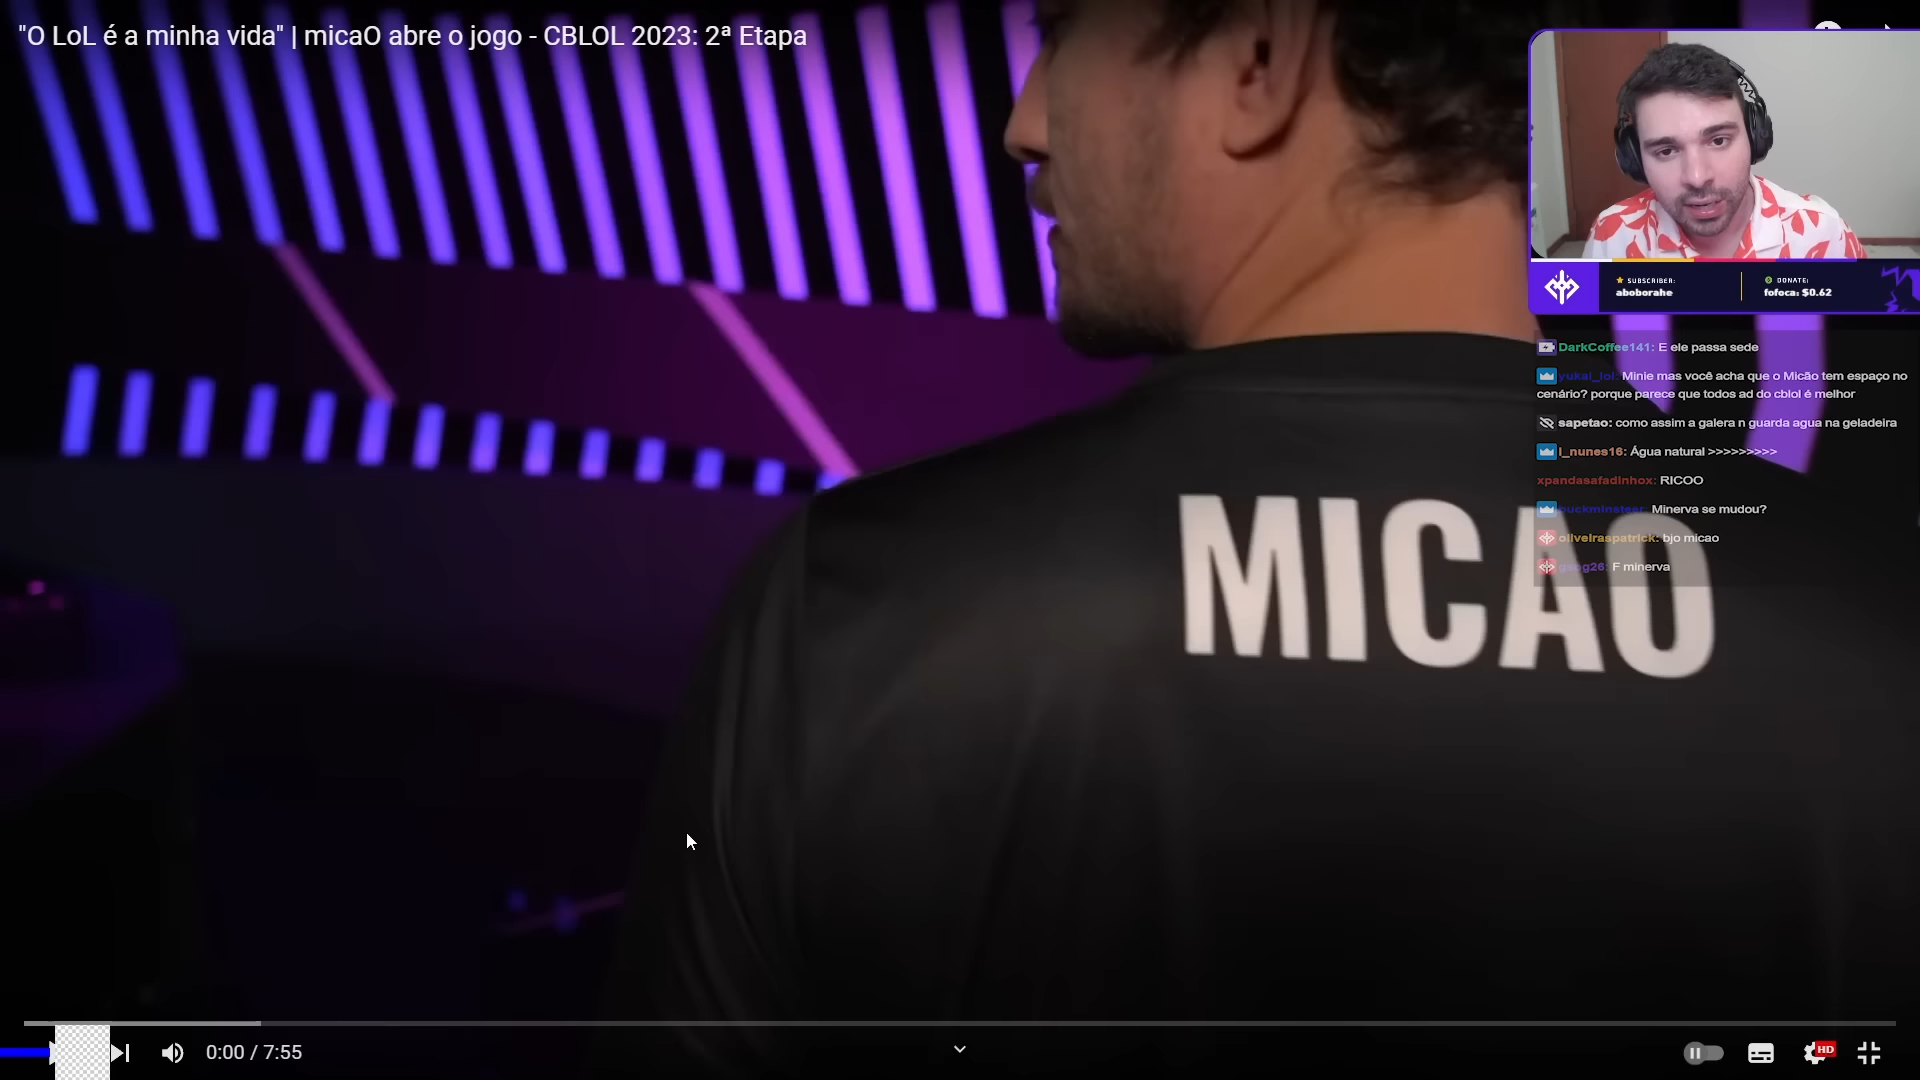 "O LoL é a minha vida" | micaO abre o jogo - CBLOL 2023: 2ª Etapa
SUBSCRIBER:
aboborahe
DONATE:
fofoca: $0.62
DarkCoffee141: E ele passa sede
yukai_lol: Minie mas você acha que o Micão tem espaço no
cenário? porque parece que todos ad do cblol é melhor
sapetao: como assim a galera n guarda agua na geladeira
l_nunes16: Água natural >>>>>>>>>
xpandasafadinhox: RICOO
Minerva se mudou?
oliveiraspatrick: bjo micao
F minerva
MICAO
0:00 / 7:55
HD